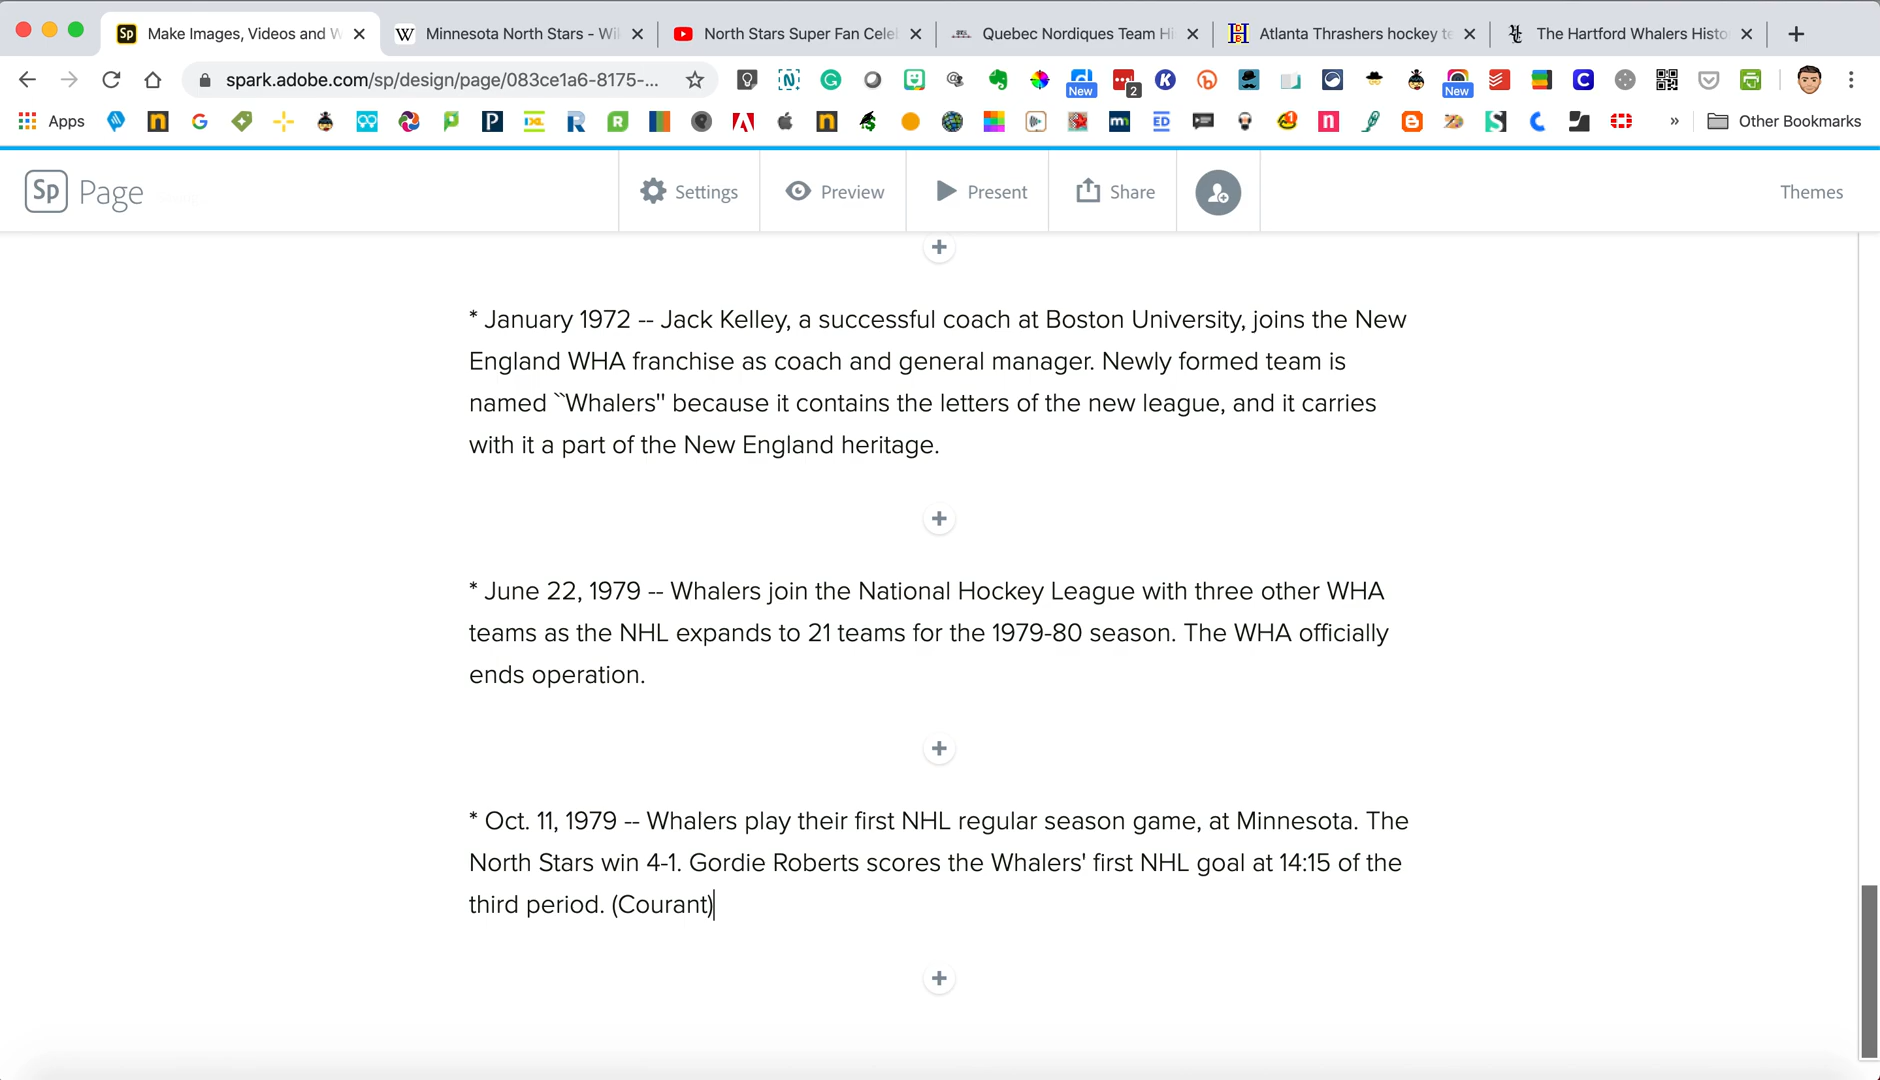 Sp Make Images, Videos and W
W Minnesota North Stars - Wik
North Stars Super Fan Celeb
Quebec Nordiques Team Hi
Atlanta Thrashers hockey te
The Hartford Whalers Histo
spark.adobe.com/sp/design/page/083ce1a6-8175-...
New
2
New
Apps
»
Other Bookmarks
Sp Page
Settings
Preview
Present
Share
Themes
* January 1972 -- Jack Kelley, a successful coach at Boston University, joins the New
England WHA franchise as coach and general manager. Newly formed team is
named ``Whalers'' because it contains the letters of the new league, and it carries
with it a part of the New England heritage.
* June 22, 1979 -- Whalers join the National Hockey League with three other WHA
teams as the NHL expands to 21 teams for the 1979-80 season. The WHA officially
ends operation.
* Oct. 11, 1979 -- Whalers play their first NHL regular season game, at Minnesota. The
North Stars win 4-1. Gordie Roberts scores the Whalers' first NHL goal at 14:15 of the
third period. (Courant)